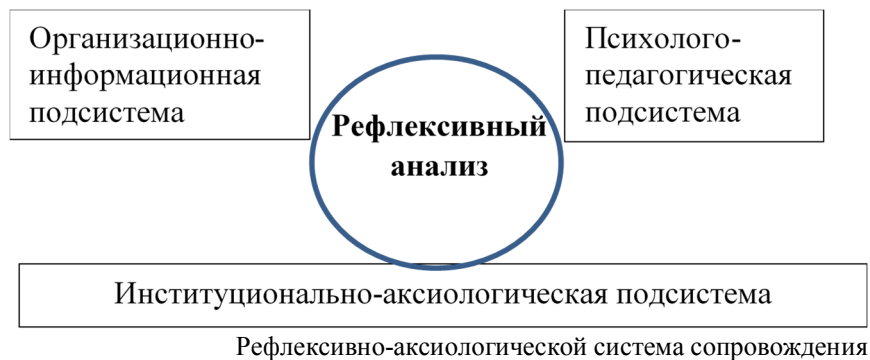 Организационно-
информационная
подсистема
Психолого-
педагогическая
подсистема
Рефлексивный
анализ
Институционально-аксиологическая подсистема
Рефлексивно-аксиологической система сопровождения